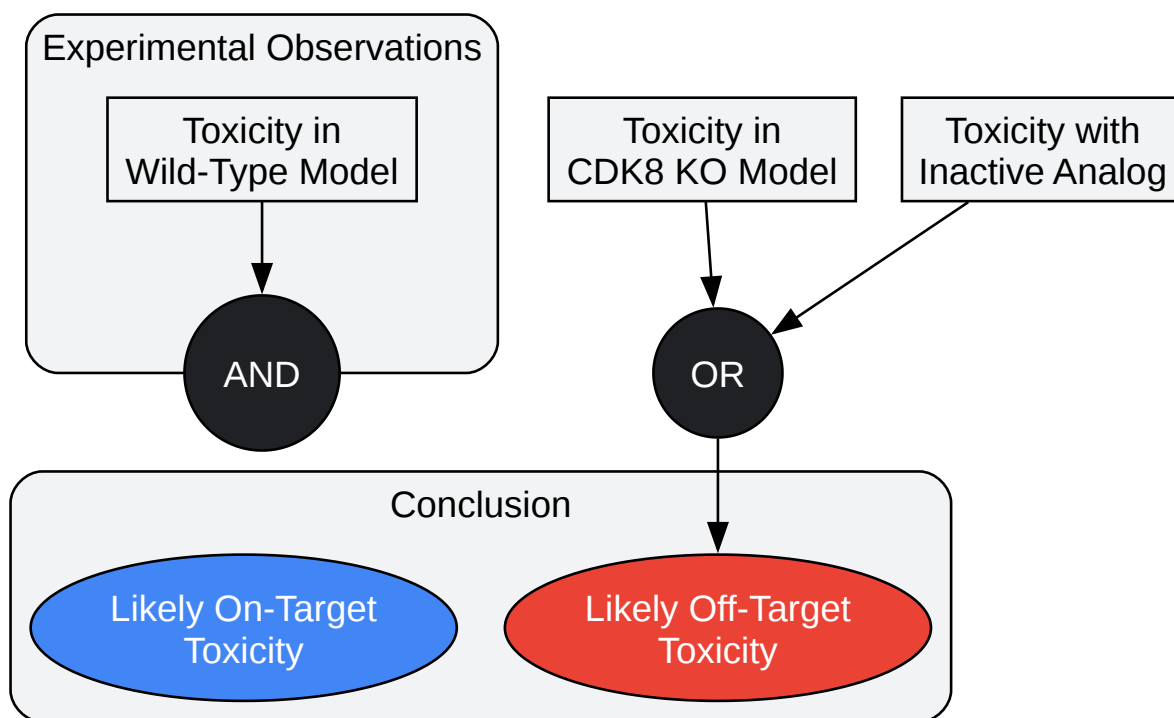 Experimental Observations
Toxicity in
Wild-Type Model
Toxicity in
CDK8 KO Model
Toxicity with
Inactive Analog
AND
OR
Conclusion
Likely On-Target
Toxicity
Likely Off-Target
Toxicity